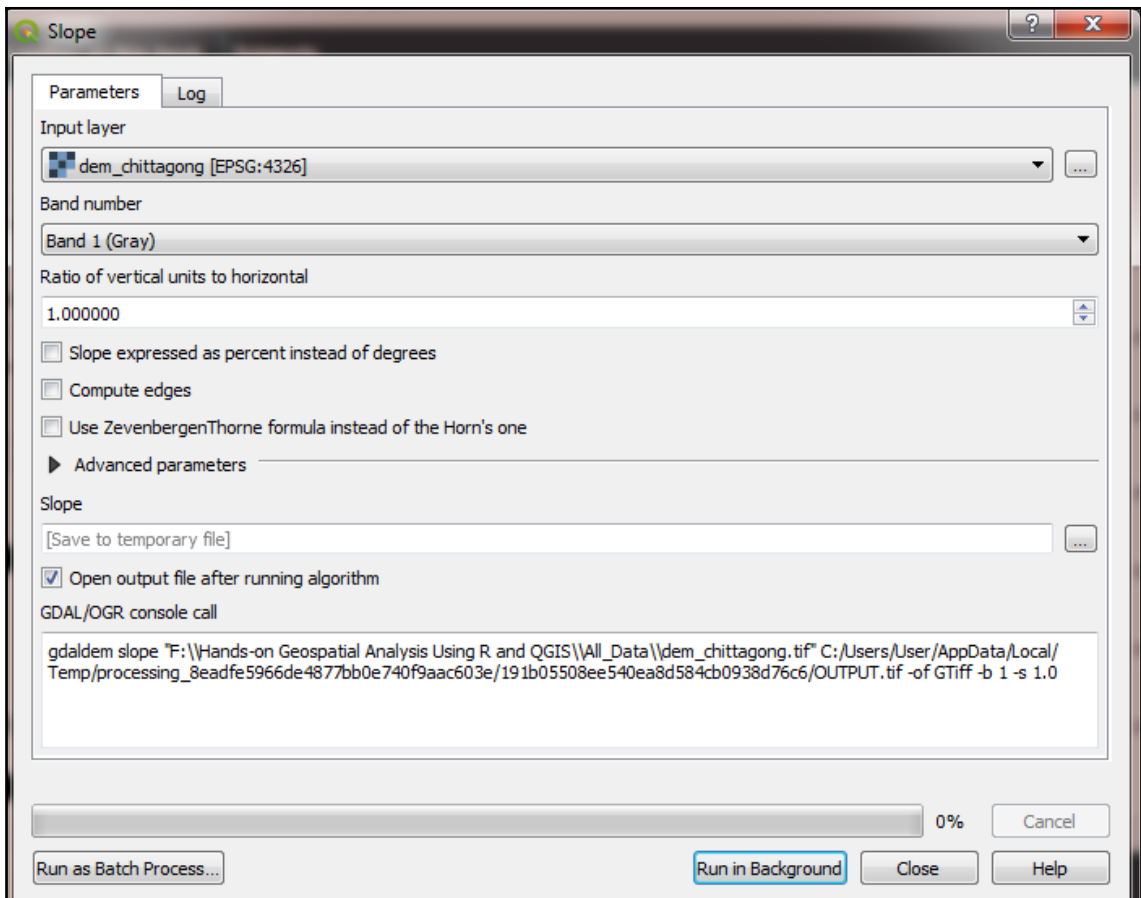 Slope
?
X
Parameters
Log
Input layer
dem_chittagong [EPSG:4326]
...
Band number
Band 1 (Gray)
Ratio of vertical units to horizontal
1.000000
Slope expressed as percent instead of degrees
Compute edges
Use ZevenbergenThorne formula instead of the Horn's one
Advanced parameters
Slope
[Save to temporary file]
...
Open output file after running algorithm
GDAL/OGR console call
gdaldem slope "F:\\Hands-on Geospatial Analysis Using R and QGIS\\All_Data\\dem_chittagong.tif" C:/Users/User/AppData/Local/
Temp/processing_8eadfe5966de4877bb0e740f9aac603e/191b05508ee540ea8d584cb0938d76c6/OUTPUT.tif -of GTiff -b 1 -s 1.0
0%
Cancel
Run as Batch Process...
Run in Background
Close
Help